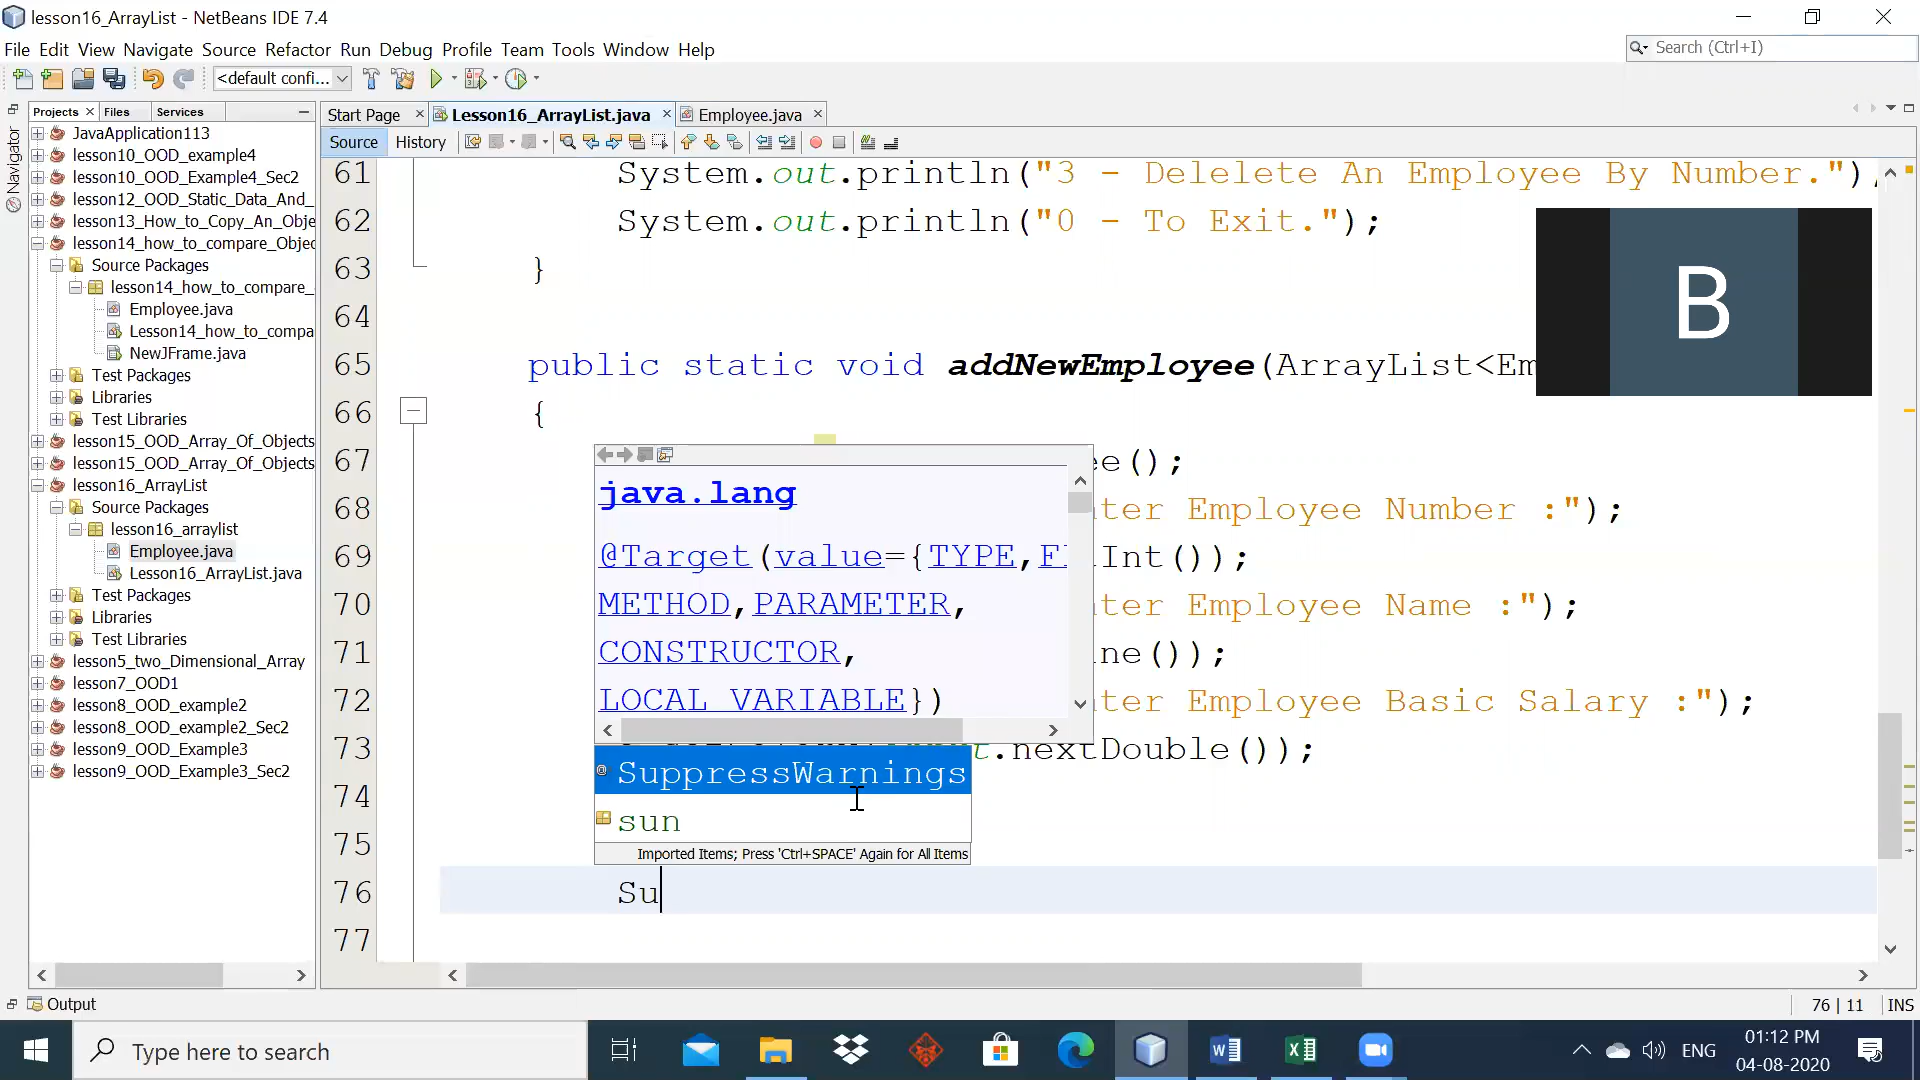 lesson16_ArrayList - NetBeans IDE 7.4
File Edit View Navigate Source Refactor Run Debug Profile Team Tools Window Help
Search (Ctrl+I)
<default confi...
Projects Files Services
Start Page Lesson16_ArrayList.java Employee.java
Source History
Navigator
JavaApplication113
lesson10_OOD_example4
lesson10_OOD_Example4_Sec2
lesson12_OOD_Static_Data_And_
lesson13_How_to_Copy_An_Obje
lesson14_how_to_compare_Objec
Source Packages
lesson14_how_to_compare_
Employee.java
Lesson14_how_to_compa
NewJFrame.java
Test Packages
Libraries
Test Libraries
lesson15_OOD_Array_Of_Objects
lesson15_OOD_Array_Of_Objects
lesson16_ArrayList
Source Packages
lesson16_arraylist
Employee.java
Lesson16_ArrayList.java
Test Packages
Libraries
Test Libraries
lesson5_two_Dimensional_Array
lesson7_OOD1
lesson8_OOD_example2
lesson8_OOD_example2_Sec2
lesson9_OOD_Example3
lesson9_OOD_Example3_Sec2
61 System.out.println("3 - Delelete An Employee By Number.")
62 System.out.println("0 - To Exit.");
63 }
64
65 public static void addNewEmployee(ArrayList<Em
66 {
67 ee();
68 nter Employee Number :");
69 Int());
70 nter Employee Name :");
71 ine());
72 nter Employee Basic Salary :");
73 .nextDouble());
74
75
76 Su
77
java.lang
@Target(value={TYPE,FI
METHOD,PARAMETER,
CONSTRUCTOR,
LOCAL_VARIABLE})
SuppressWarnings
sun
Imported Items; Press 'Ctrl+SPACE' Again for All Items
B
Output
76 | 11 INS
Type here to search
ENG
01:12 PM
04-08-2020